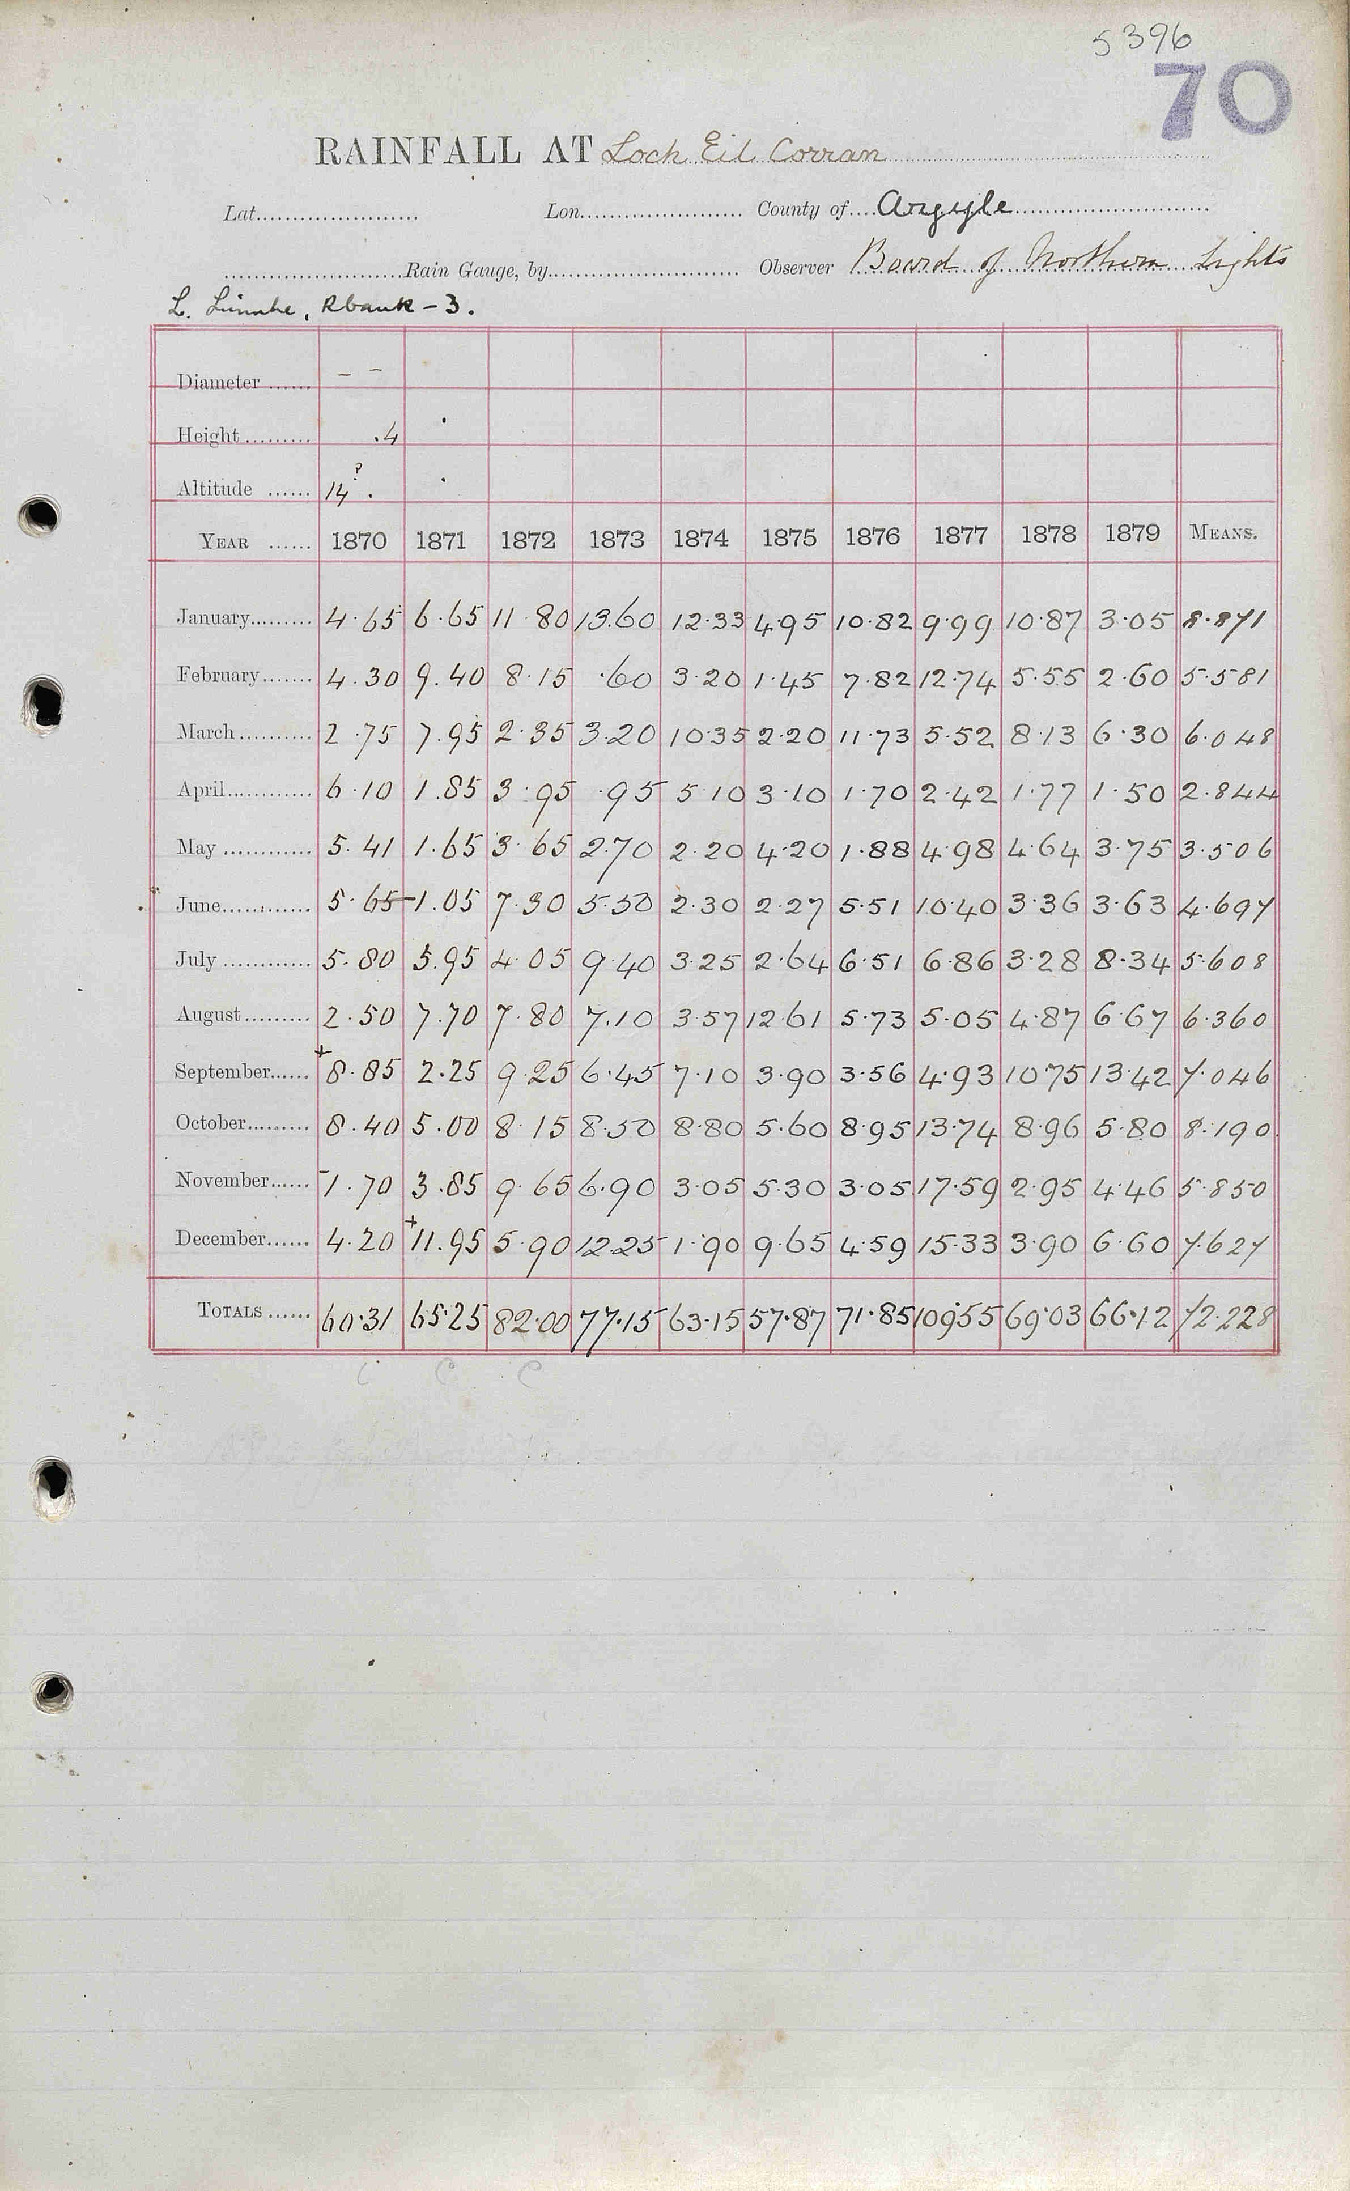 5396
70
RAINFALL AT Loch Eil Corran
Lat. Lon. County of Argyle
Rain Gauge, by Observer Board of Northern Lights
L. Linnhe, Rbank - 3.
Diameter – –
Height .4
Altitude 14 ? .
YEAR 1870 1871 1872 1873 1874 1875 1876 1877 1878 1879 MEANS.
January 4.65 6.65 11.80 13.60 12.33 4.95 10.82 9.99 10.87 3.05 8.871
February 4.30 9.40 8.15 .60 3.20 1.45 7.82 12.74 5.55 2.60 5.581
March 2.75 7.95 2.35 3.20 10.35 2.20 11.73 5.52 8.13 6.30 6.048
April 6.10 1.85 3.95 .95 5.10 3.10 1.70 2.42 1.77 1.50 2.844
May 5.41 1.65 3.65 2.70 2.20 4.20 1.88 4.98 4.64 3.75 3.506
June 5.65 1.05 7.30 5.50 2.30 2.27 5.51 10.40 3.36 3.63 4.697
July 5.80 5.95 4.05 9.40 3.25 2.64 6.51 6.86 3.28 8.34 5.608
August 2.50 7.70 7.80 7.10 3.57 12.61 5.73 5.05 4.87 6.67 6.360
September +8.85 2.25 9.25 6.45 7.10 3.90 3.56 4.93 10.75 13.42 7.046
October 8.40 5.00 8.15 8.50 8.80 5.60 8.95 13.74 8.96 5.80 8.190
November -1.70 3.85 9.65 6.90 3.05 5.30 3.05 17.59 2.95 4.46 5.850
December 4.20 +11.95 5.90 12.25 1.90 9.65 4.59 15.33 3.90 6.60 7.627
TOTALS 60.31 65.25 82.00 77.15 63.15 57.87 71.85 109.55 69.03 66.12 72.228
C C C